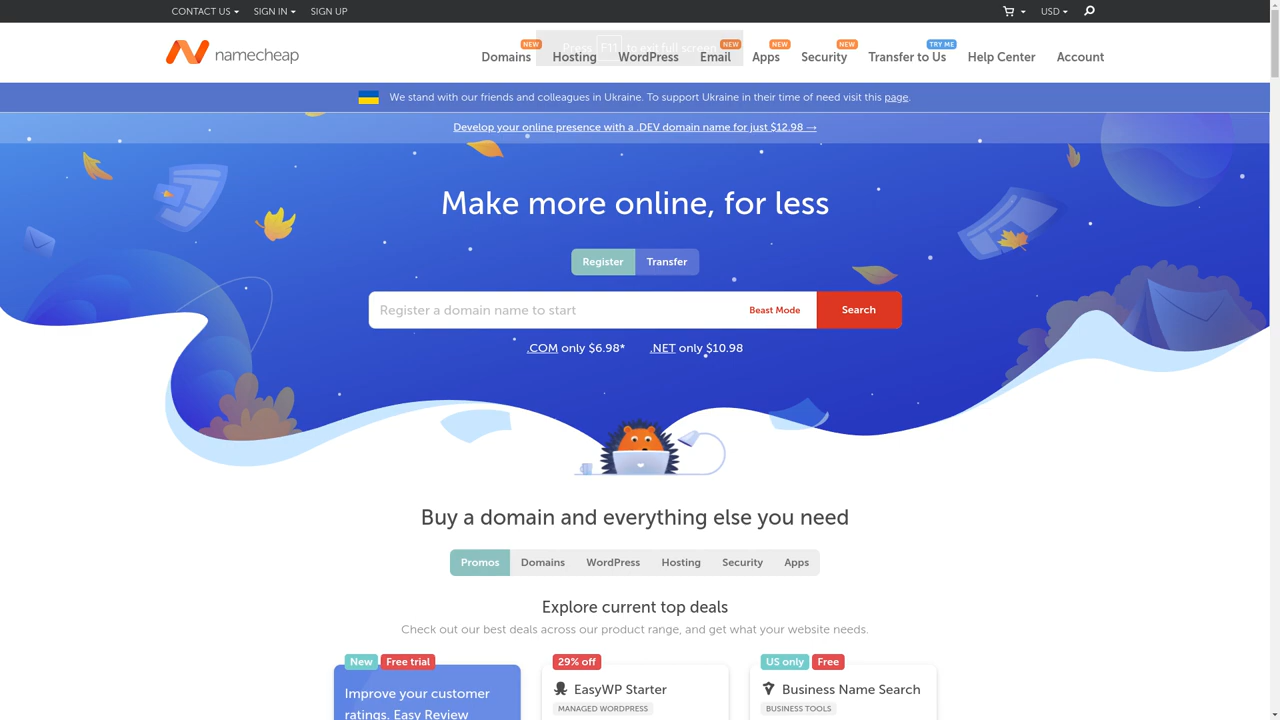 CONTACT US SIGN IN SIGN UP USD
namecheap
Domains NEW Hosting WordPress NEW Email Apps NEW Security NEW Transfer to Us TRY ME Help Center Account
Press F11 to exit full screen
We stand with our friends and colleagues in Ukraine. To support Ukraine in their time of need visit this page.
Develop your online presence with a .DEV domain name for just $12.98 →
Make more online, for less
Register Transfer
Register a domain name to start Beast Mode Search
.COM only $6.98* .NET only $10.98
Buy a domain and everything else you need
Promos Domains WordPress Hosting Security Apps
Explore current top deals
Check out our best deals across our product range, and get what your website needs.
New Free trial 29% off US only Free
Improve your customer EasyWP Starter Business Name Search
ratings. Easy Review MANAGED WORDPRESS BUSINESS TOOLS